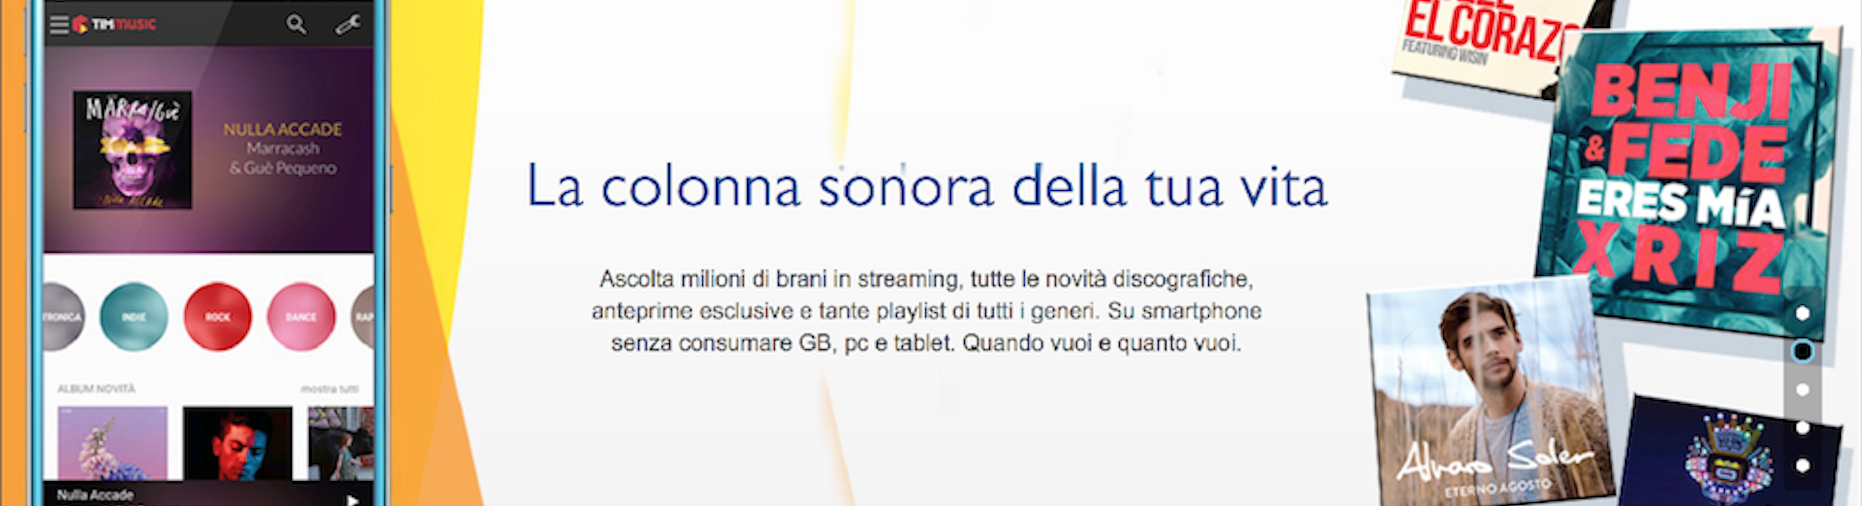 TIMMUSIC
MARRA/GUÈ
NULLA ACCADE
Marracash
& Guè Pequeno
NULLA ACCADE
TRONICA
INDIE
ROCK
DANCE
RAP
ALBUM NOVITÀ
mostra tutti
Nulla Accade
La colonna sonora della tua vita
Ascolta milioni di brani in streaming, tutte le novità discografiche,
anteprime esclusive e tante playlist di tutti i generi. Su smartphone
senza consumare GB, pc e tablet. Quando vuoi e quanto vuoi.
EL CORAZ
FEATURING WISIN
BENJI
& FEDE
ERES MíA
XRIZ
Alvaro Soler
ETERNO AGOSTO